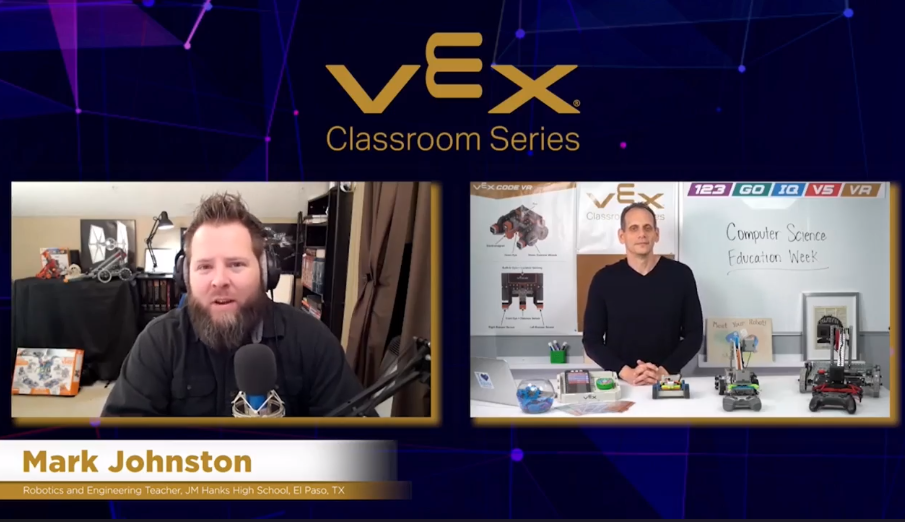 VEX®
Classroom Series
VEX CODE VR
VEX
Classroom Series
123 GO IQ V5 VR
Computer Science
Education Week
Meet Your Robots
Mark Johnston
Robotics and Engineering Teacher, JM Hanks High School, El Paso, TX